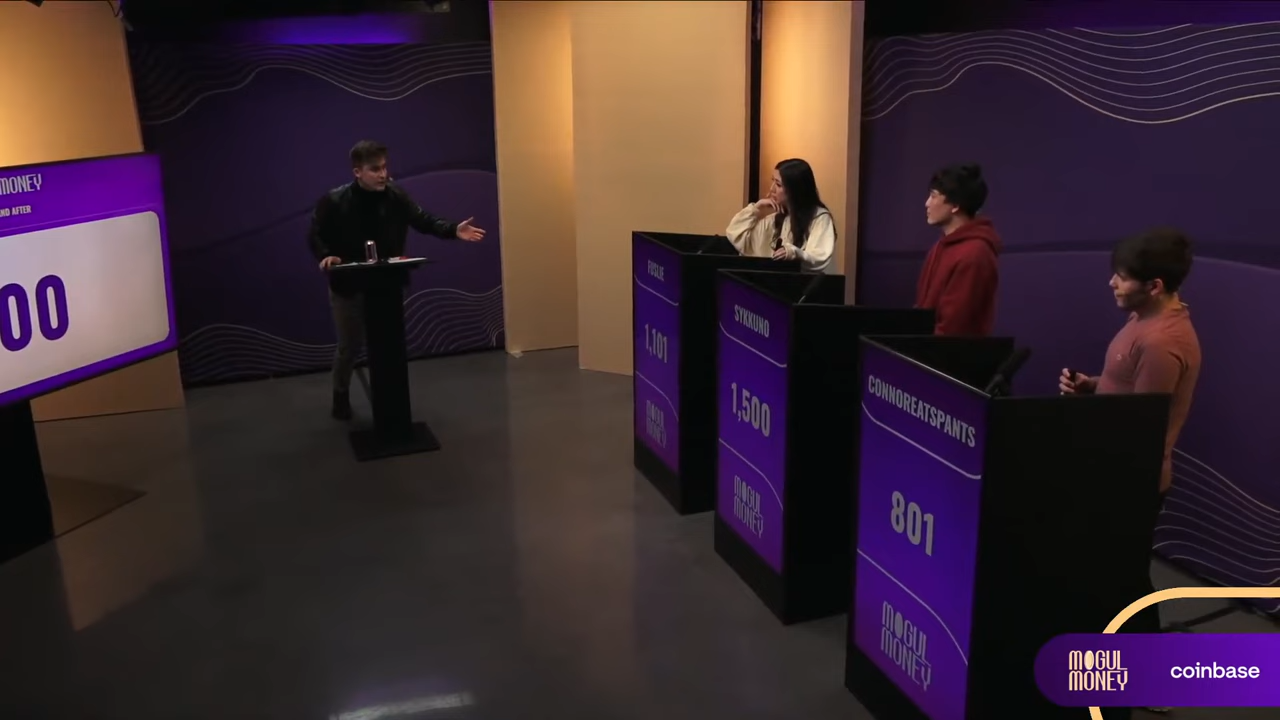 MONEY
AND AFTER
00
FUSLIE
1,101
MOGUL
MONEY
SYKKUNO
1,500
MOGUL
MONEY
CONNOREATSPANTS
801
MOGUL
MONEY
MOGUL
MONEY
coinbase